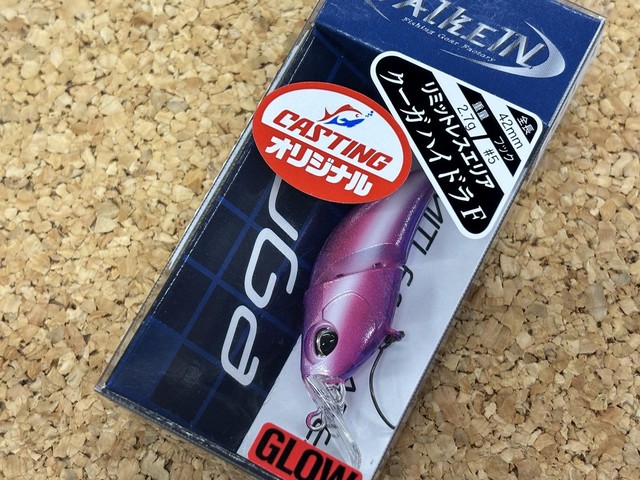 VALKEIN
Fishing Gear Factory
CASTING
オリジナル
全長
42mm
フック
#5
重量
2.7g
リミットレスエリア
クーガハイドラF
GLOW